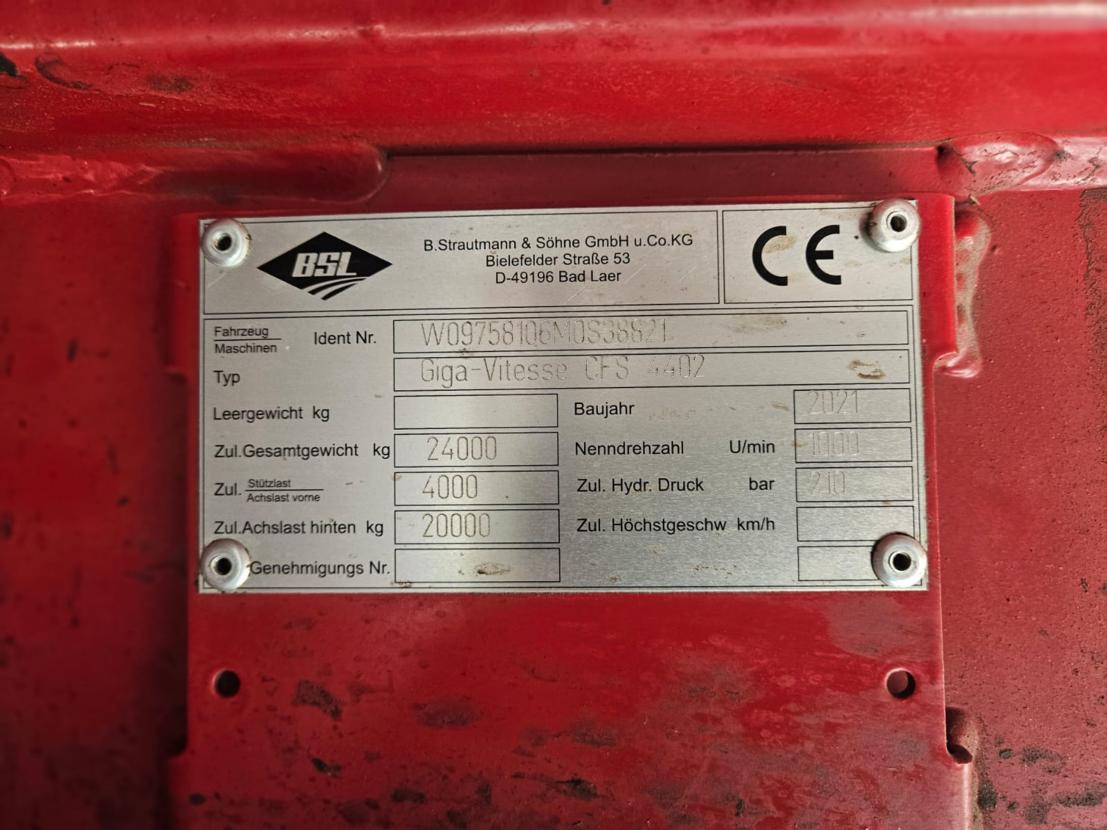 BSL
B.Strautmann & Söhne GmbH u.Co.KG
Bielefelder Straße 53
D-49196 Bad Laer
CE
Fahrzeug
Maschinen
Ident Nr. W09758106M0S38821
Typ Giga-Vitesse CFS 4402
Leergewicht kg
Baujahr 2021
Zul.Gesamtgewicht kg 24000
Nenndrehzahl U/min 1000
Zul. Stützlast
Achslast vorne 4000
Zul. Hydr. Druck bar 210
Zul.Achslast hinten kg 20000
Zul. Höchstgeschw km/h
Genehmigungs Nr.